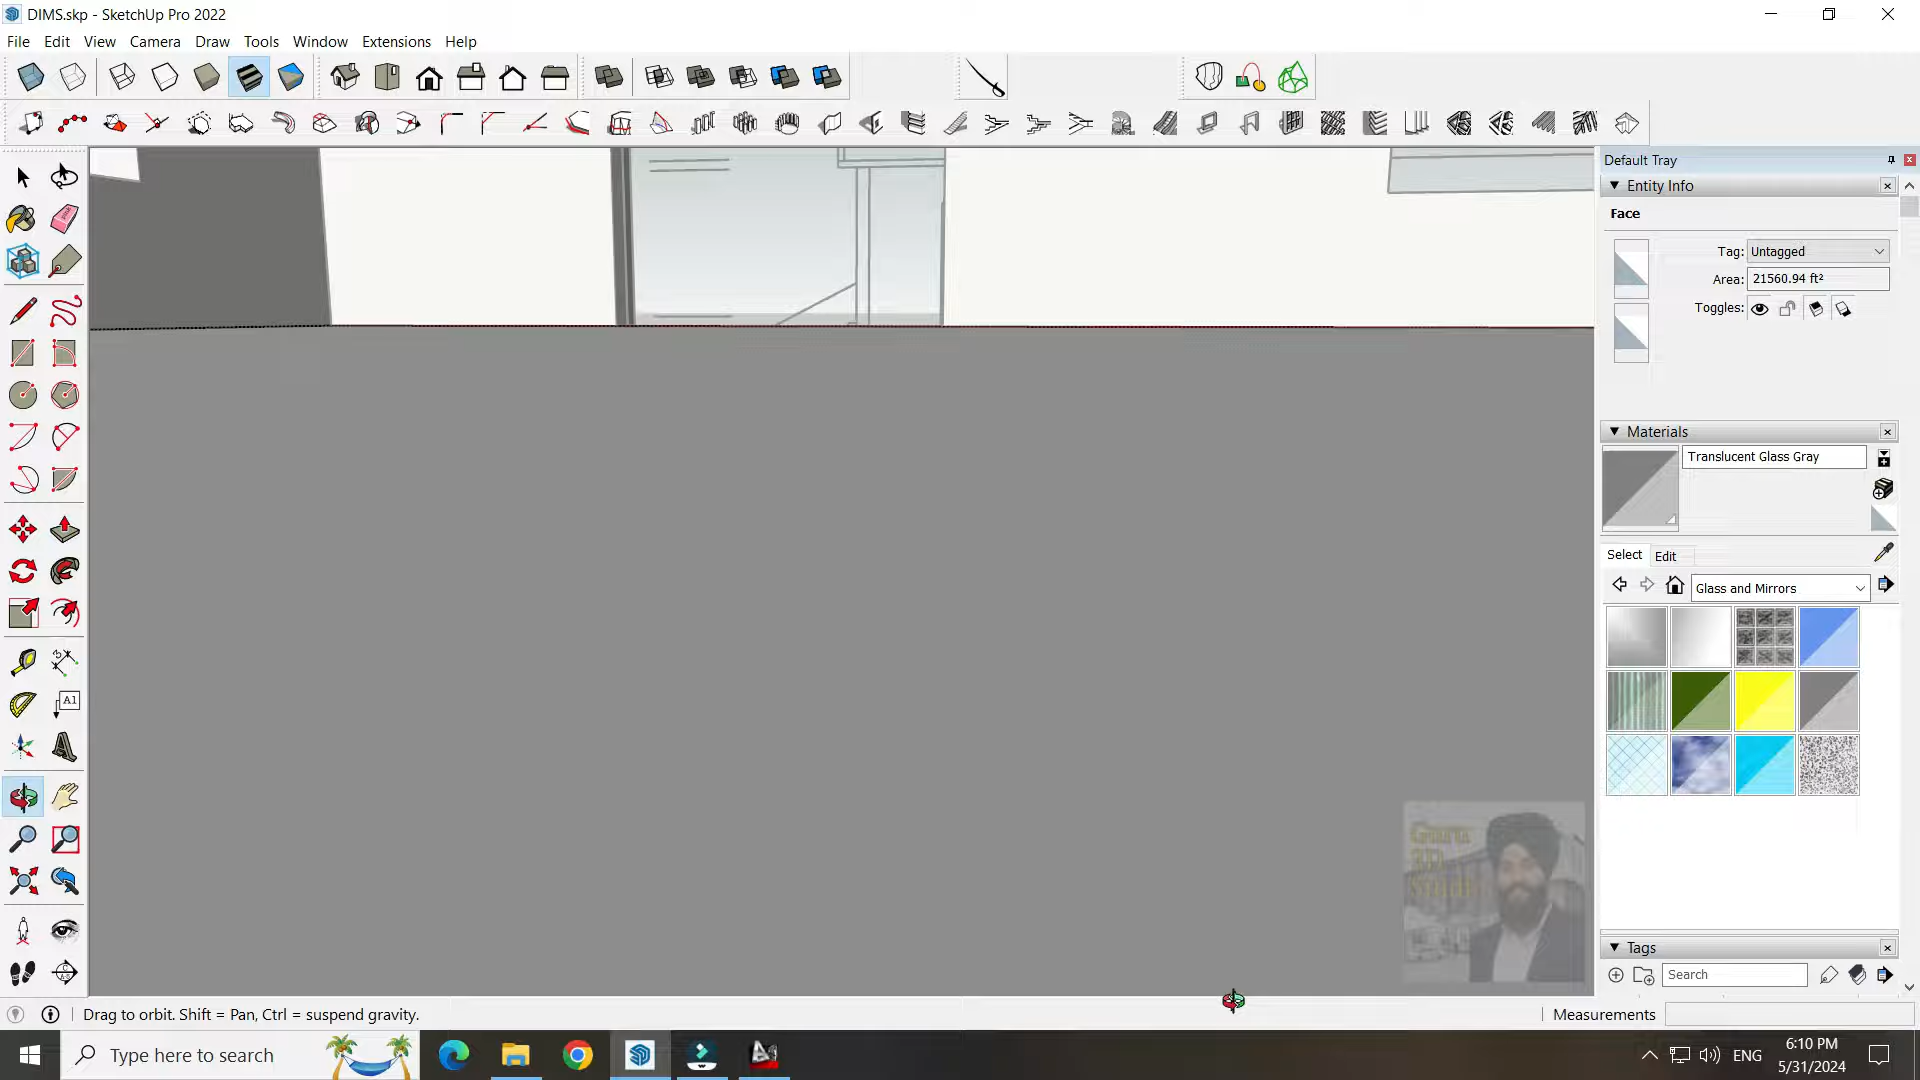 DIMS.skp - SketchUp Pro 2022
File Edit View Camera Draw Tools Window Extensions Help
Default Tray
Entity Info
Face
Tag: Untagged
Area: 21560.94 ft²
Toggles:
Materials
Translucent Glass Gray
Select Edit
Glass and Mirrors
A1
Tags
Search
Drag to orbit. Shift = Pan, Ctrl = suspend gravity.
Measurements
Type here to search
ENG
6:10 PM
5/31/2024